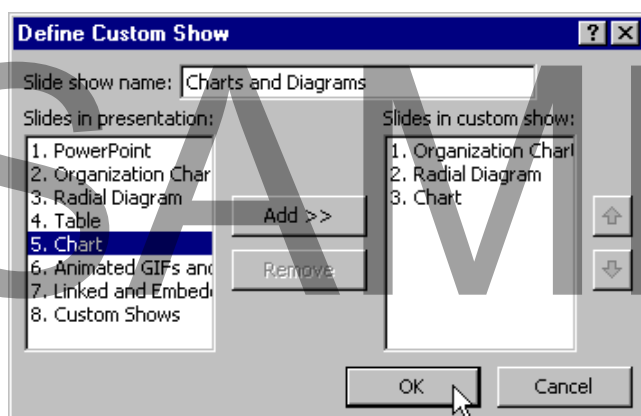 Define Custom Show
Slide show name: Charts and Diagrams
Slides in presentation:
1. PowerPoint
2. Organization Char
3. Radial Diagram
4. Table
5. Chart
6. Animated GIFs and
7. Linked and Embed
8. Custom Shows
Add >>
Remove
Slides in custom show:
1. Organization Chart
2. Radial Diagram
3. Chart
OK
Cancel
SAM